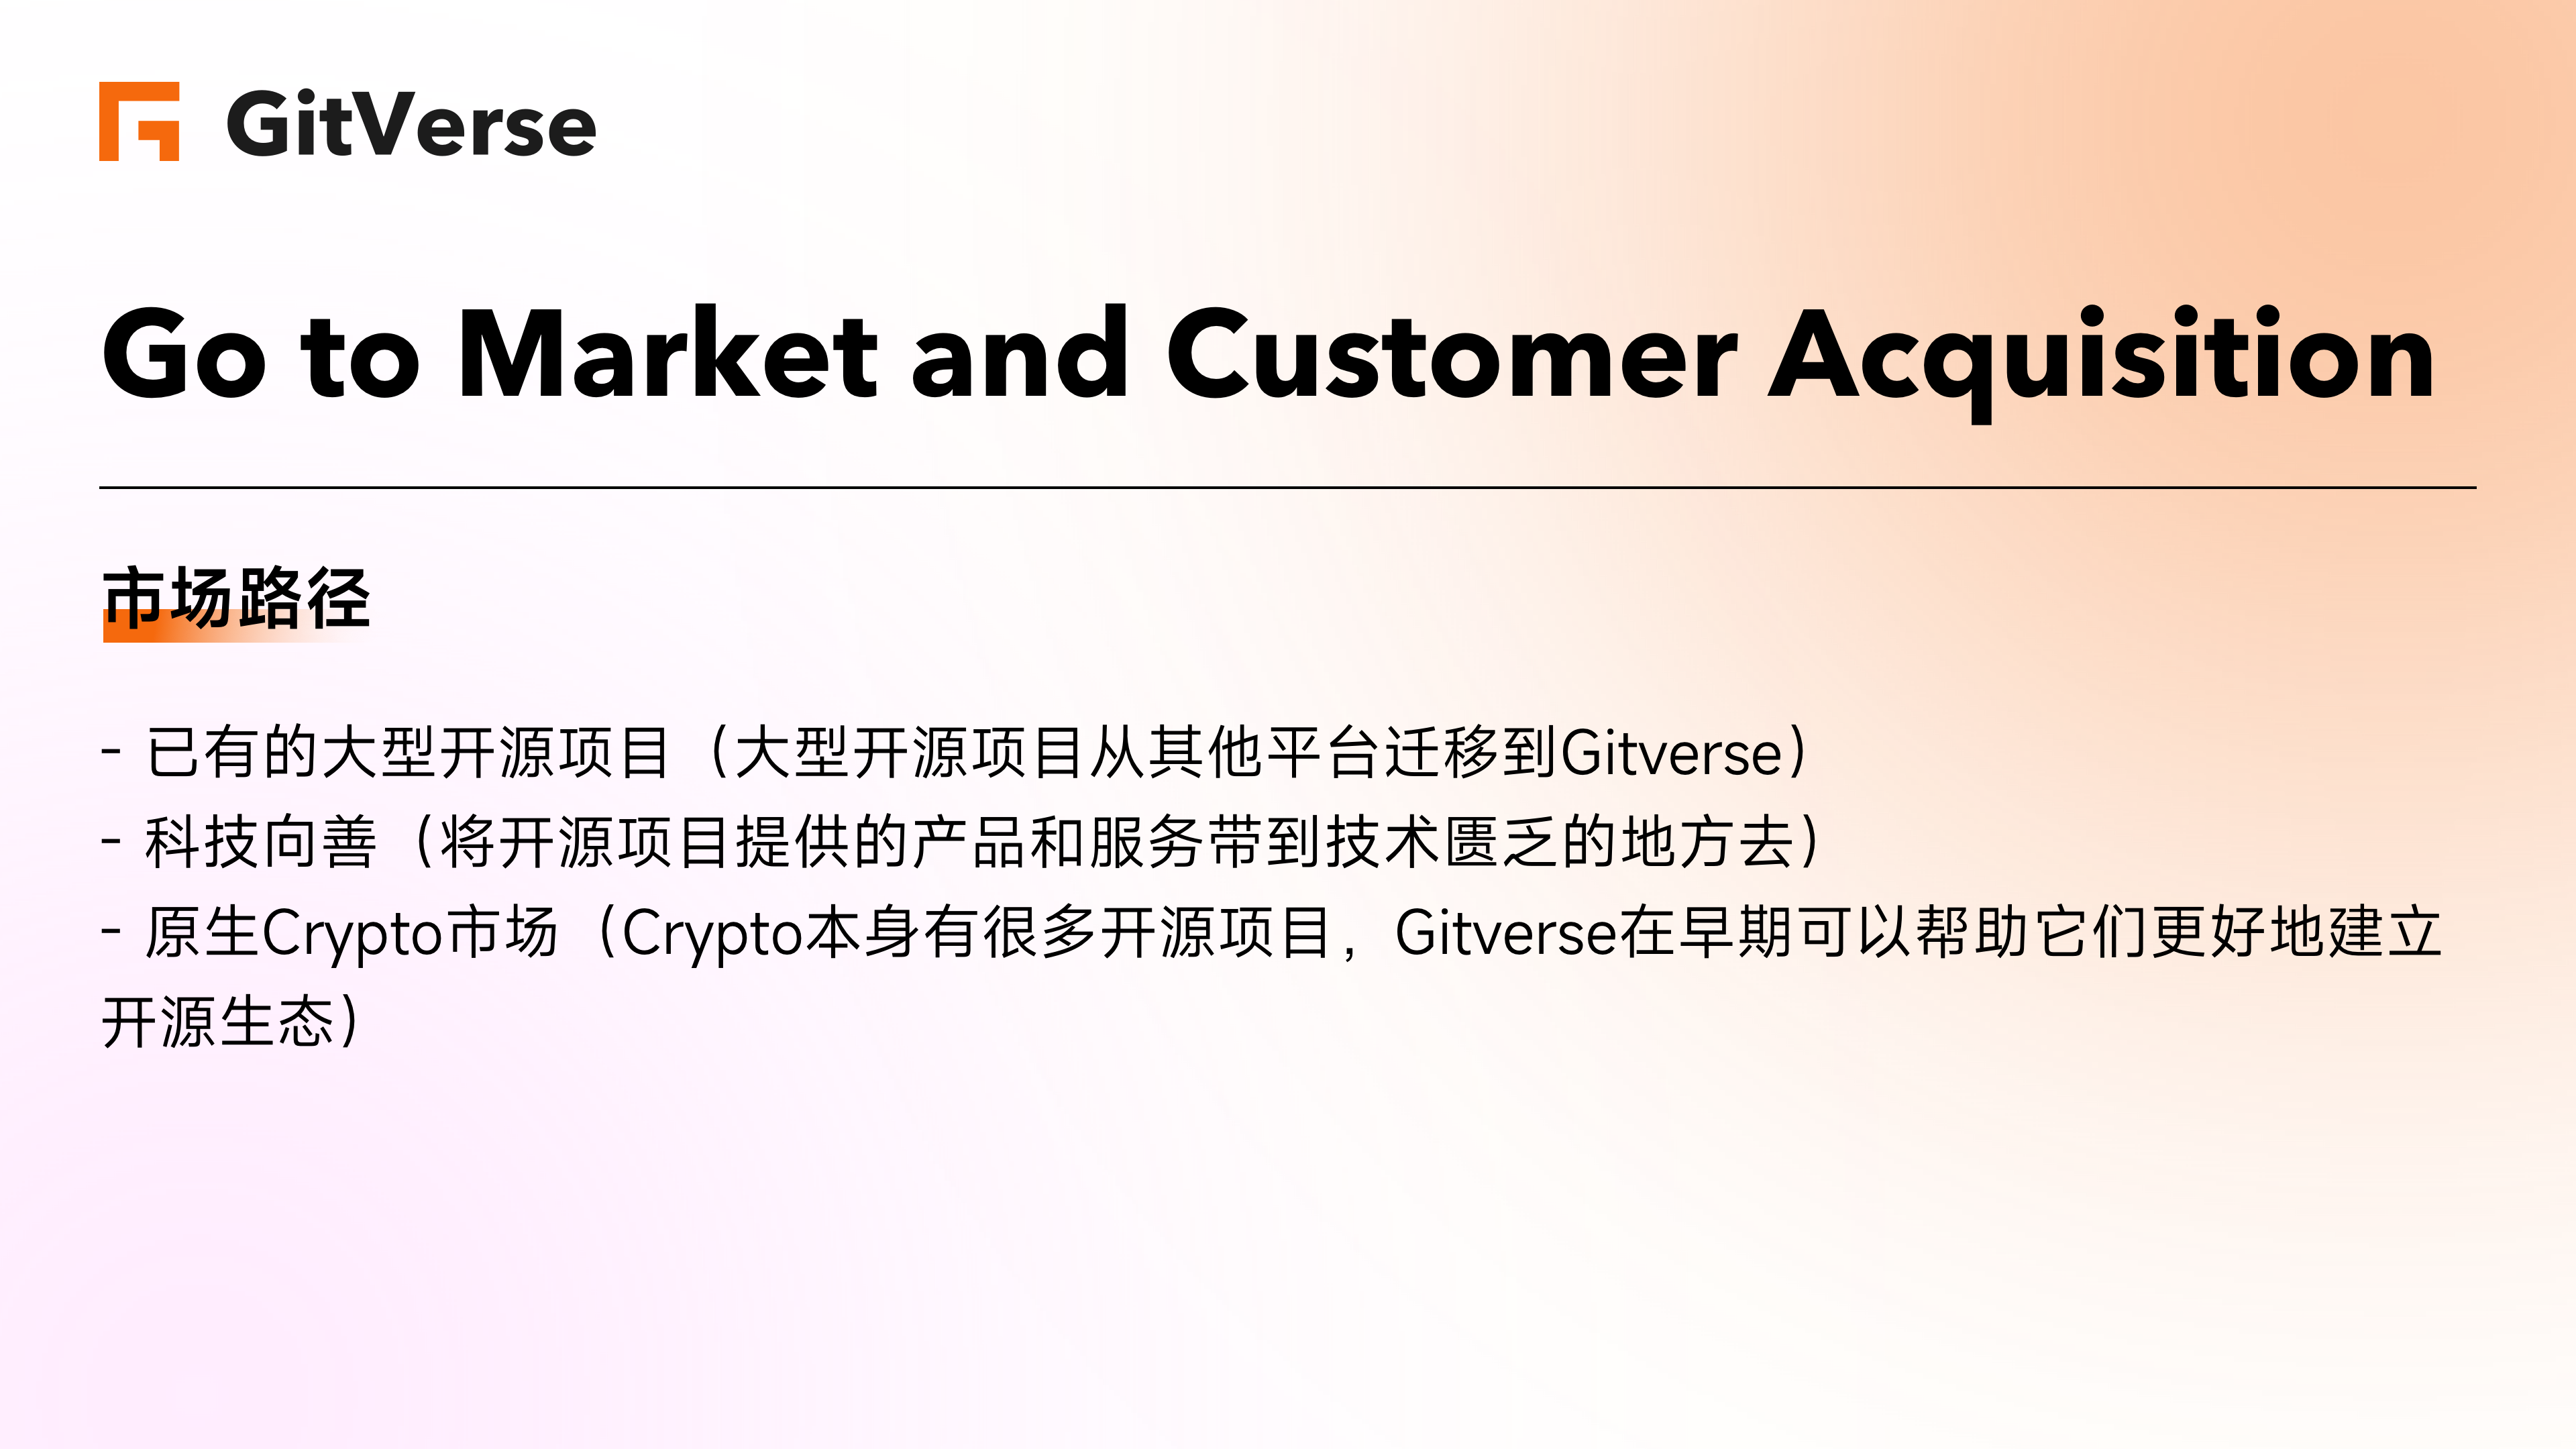 GitVerse
Go to Market and Customer Acquisition
市场路径
- 已有的大型开源项目（大型开源项目从其他平台迁移到Gitverse）
- 科技向善（将开源项目提供的产品和服务带到技术匮乏的地方去）
- 原生Crypto市场（Crypto本身有很多开源项目，Gitverse在早期可以帮助它们更好地建立
开源生态）